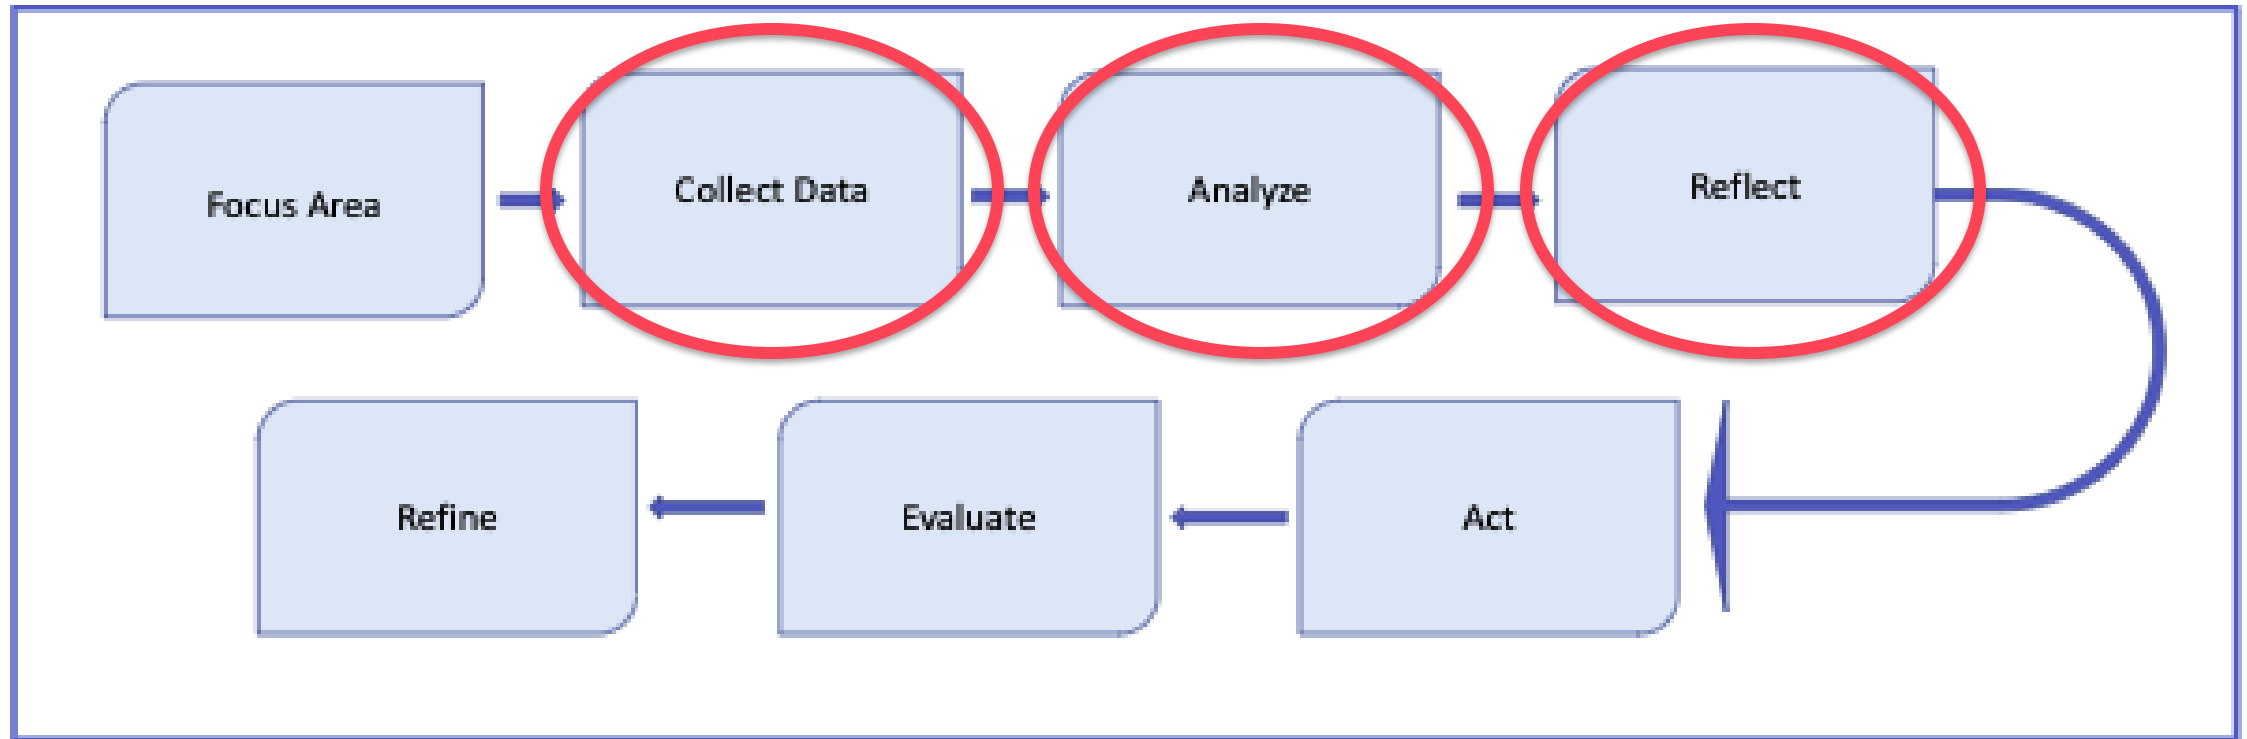 Focus Area
Collect Data
Analyze
Reflect
Act
Evaluate
Refine